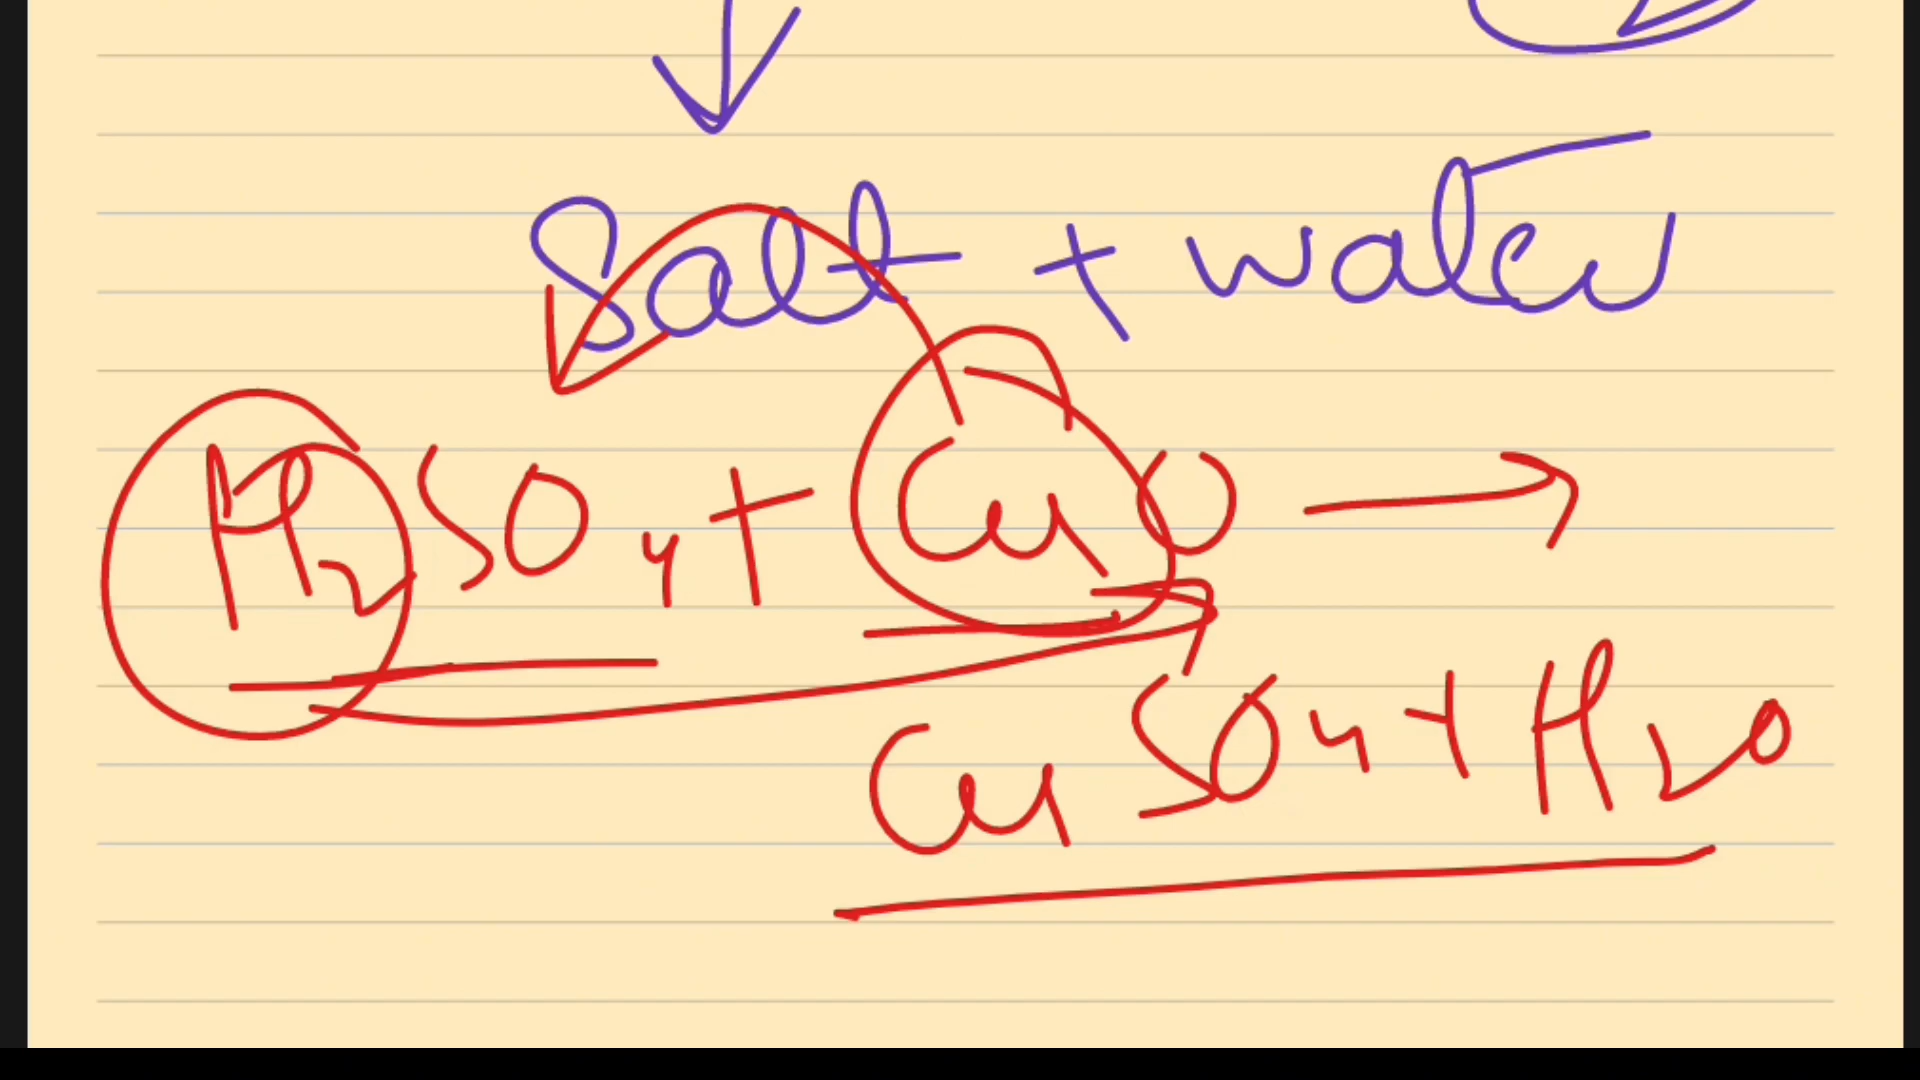 Salt + water
H₂SO₄ + CuO →
CuSO₄ + H₂O